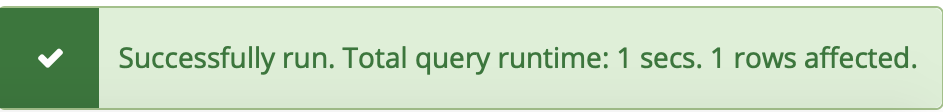 Successfully run. Total query runtime: 1 secs. 1 rows affected.